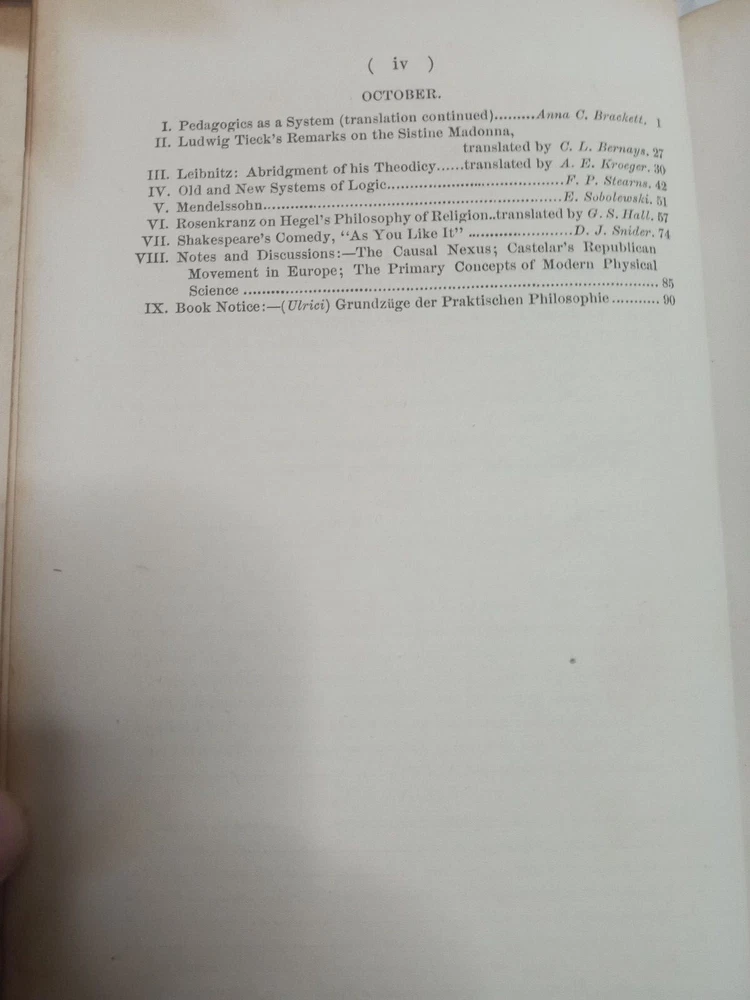 ( iv )
OCTOBER.
I. Pedagogics as a System (translation continued).........Anna C. Brackett. 1
II. Ludwig Tieck's Remarks on the Sistine Madonna,
translated by C. L. Bernays. 27
III. Leibnitz: Abridgment of his Theodicy......translated by A. E. Kroeger. 30
IV. Old and New Systems of Logic.................................F. P. Stearns. 42
V. Mendelssohn........................................................E. Sobolewski. 51
VI. Rosenkranz on Hegel's Philosophy of Religion..translated by G. S. Hall. 57
VII. Shakespeare's Comedy, “As You Like It” .....................D. J. Snider. 74
VIII. Notes and Discussions:—The Causal Nexus; Castelar's Republican
Movement in Europe; The Primary Concepts of Modern Physical
Science ............................................................................ 85
IX. Book Notice:—(Ulrici) Grundzüge der Praktischen Philosophie........... 90